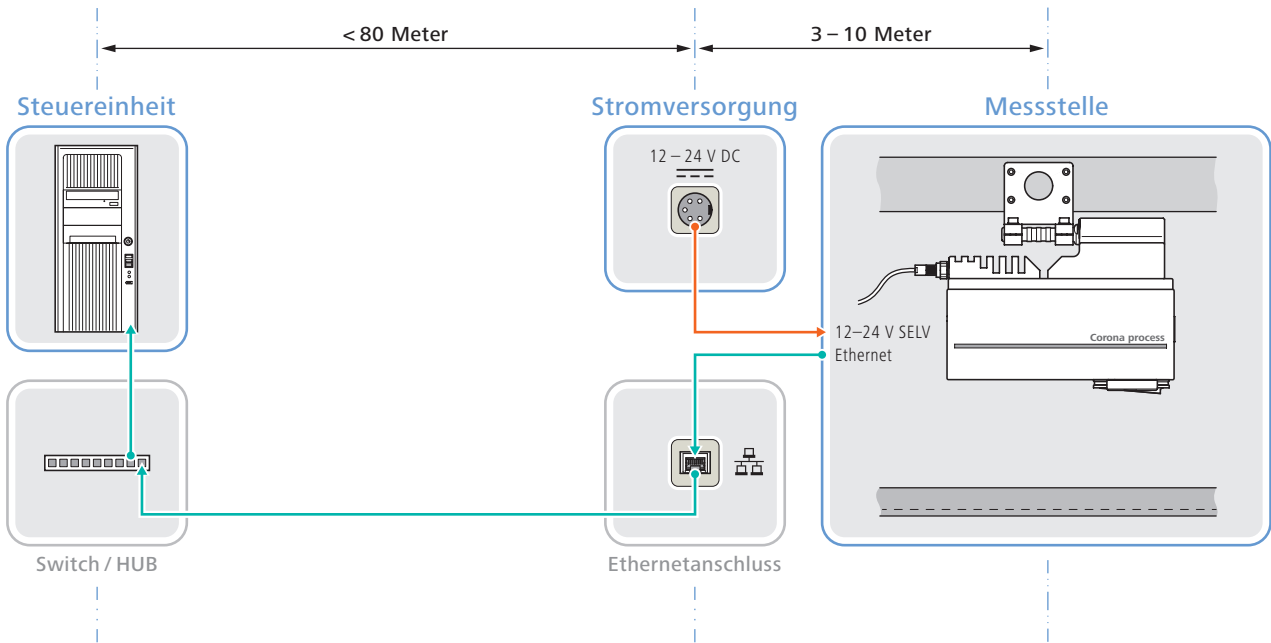 < 80 Meter
3 – 10 Meter
Steuereinheit
Stromversorgung
Messstelle
12 – 24 V DC
12–24 V SELV
Ethernet
Corona process
Switch / HUB
Ethernetanschluss